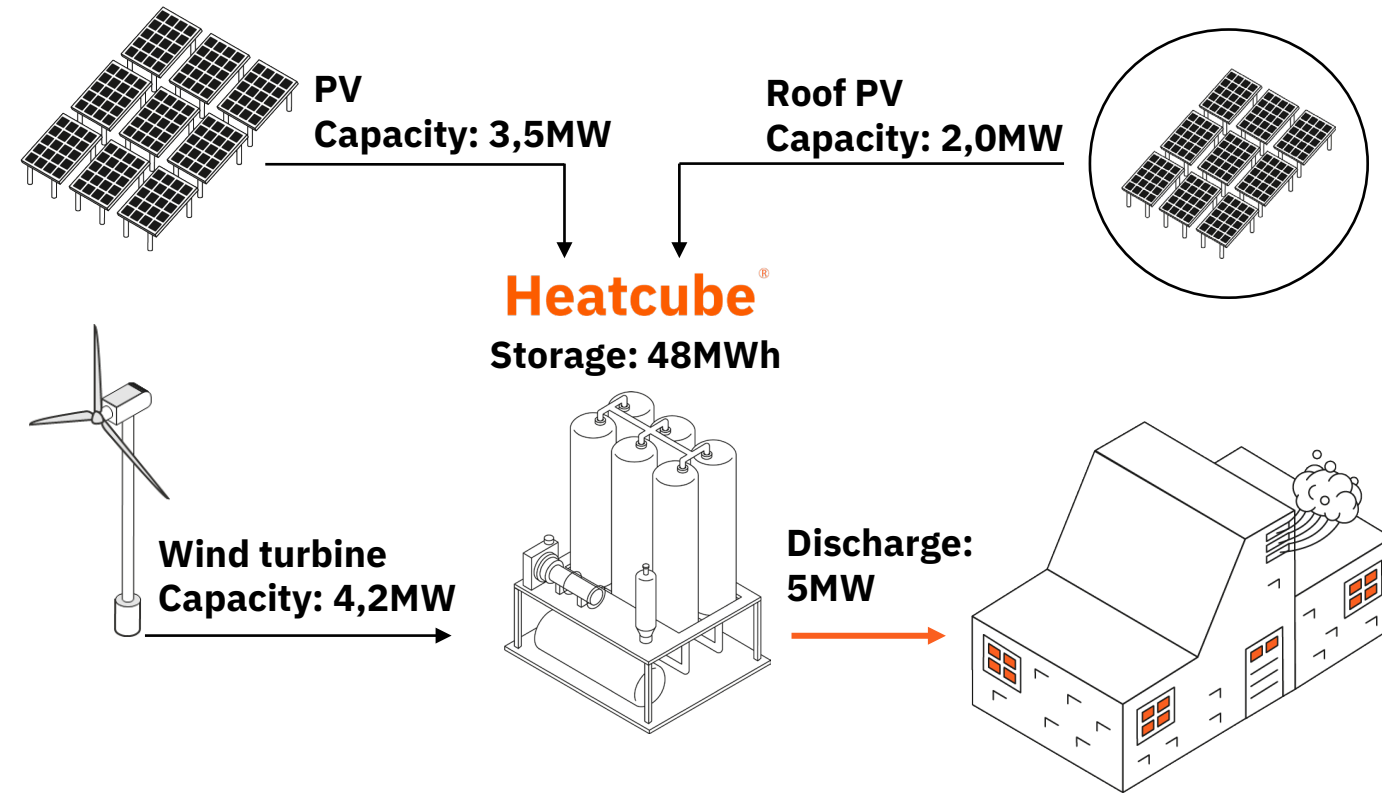 PV
Capacity: 3,5MW
Roof PV
Capacity: 2,0MW
Heatcube®
Storage: 48MWh
Wind turbine
Capacity: 4,2MW
Discharge:
5MW